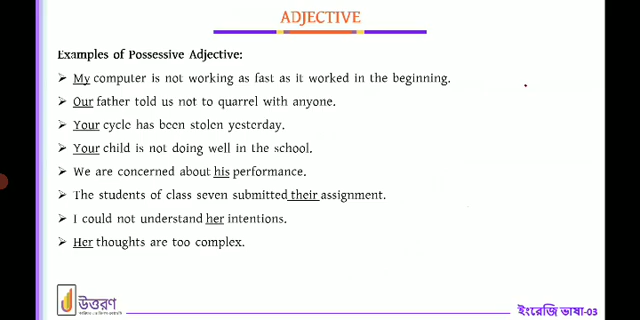 ADJECTIVE
Examples of Possessive Adjective:
➢ My computer is not working as fast as it worked in the beginning.
➢ Our father told us not to quarrel with anyone.
➢ Your cycle has been stolen yesterday.
➢ Your child is not doing well in the school.
➢ We are concerned about his performance.
➢ The students of class seven submitted their assignment.
➢ I could not understand her intentions.
➢ Her thoughts are too complex.
উত্তরণ
ইংরেজি ভাষা-03